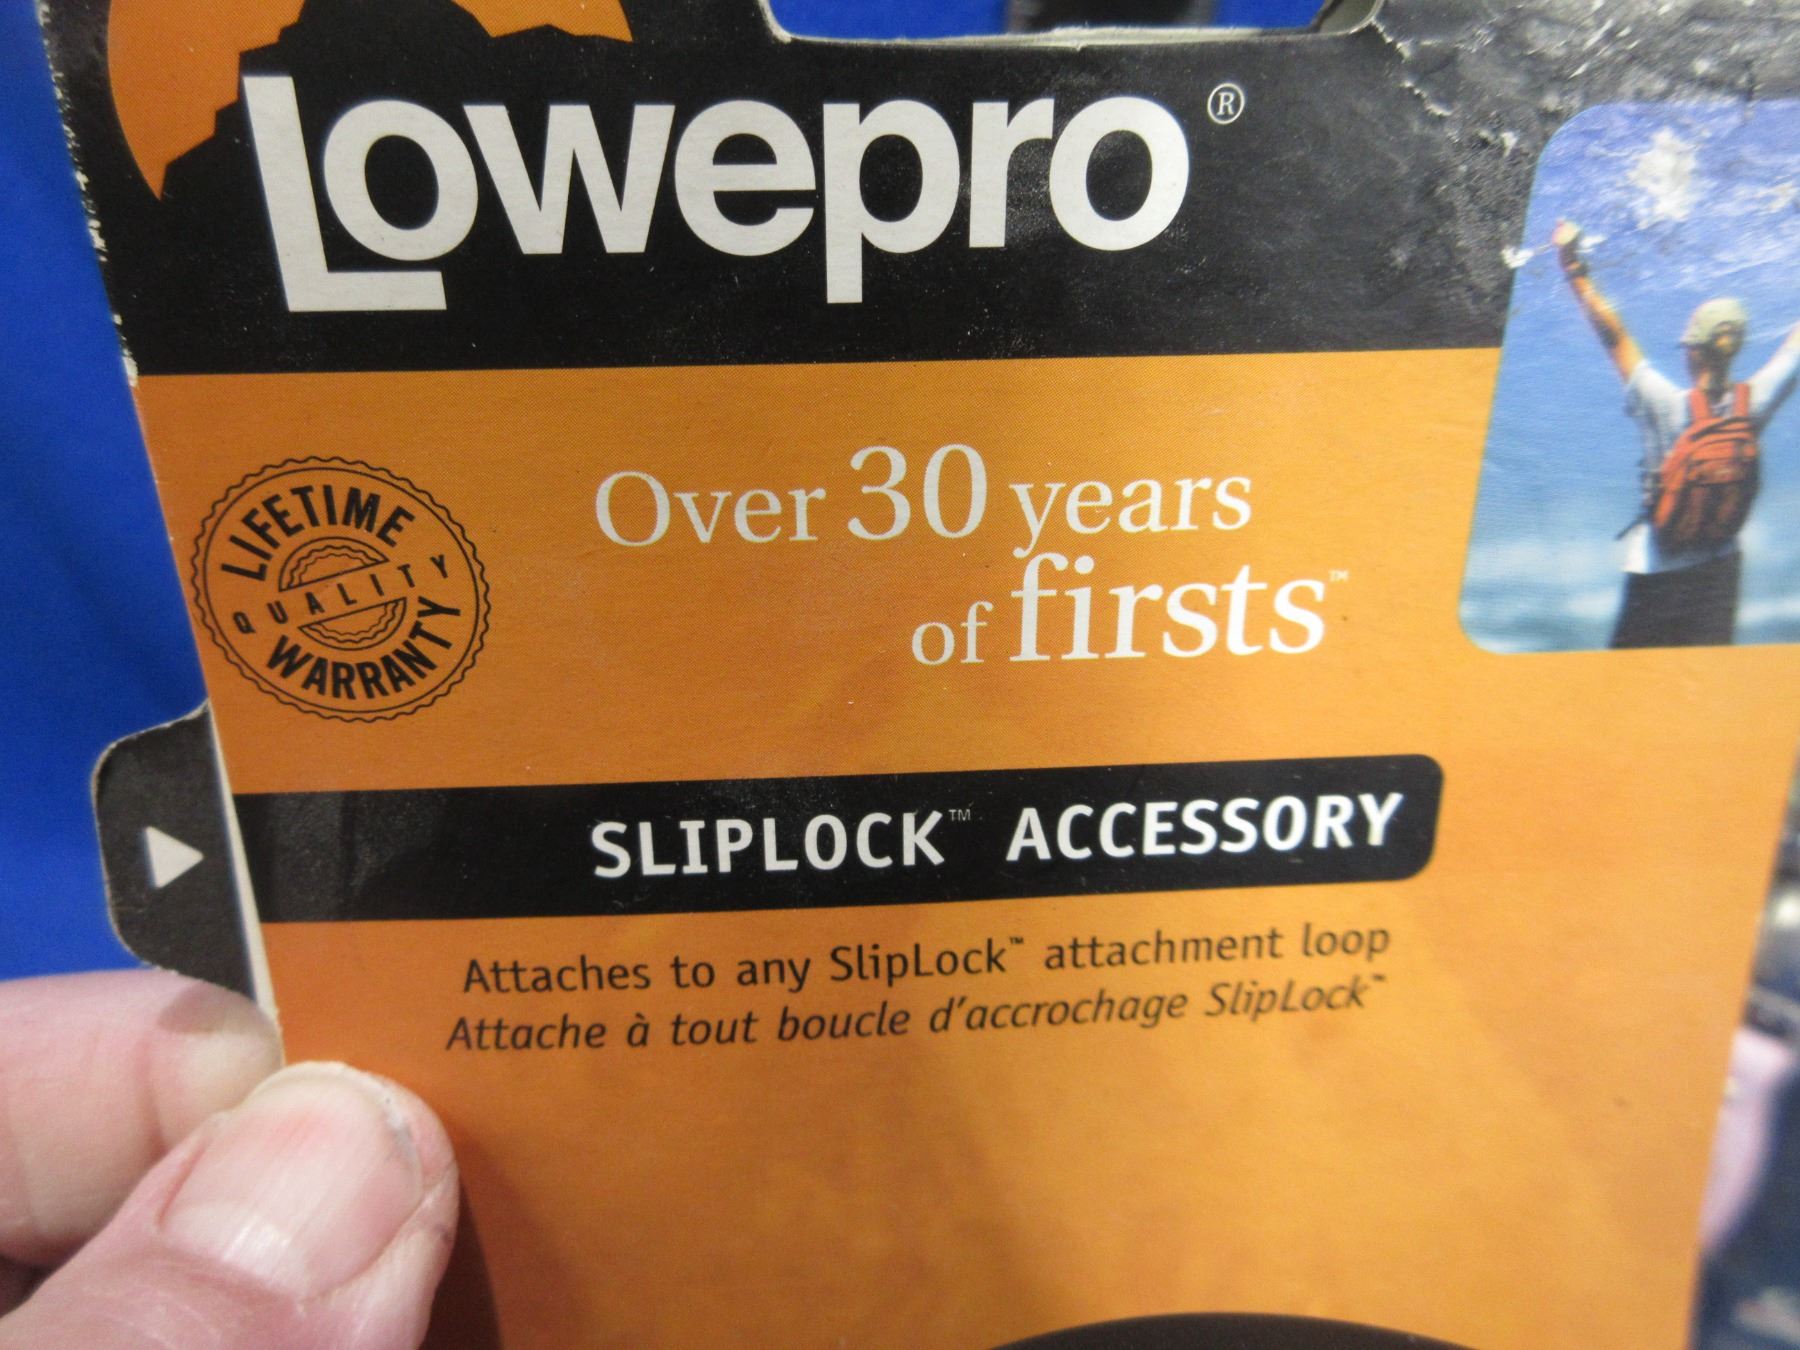 Lowepro®
Over 30 years
of firsts™
LIFETIME
QUALITY
WARRANTY
SLIPLOCK™ ACCESSORY
Attaches to any SlipLock™ attachment loop
Attache à tout boucle d'accrochage SlipLock™